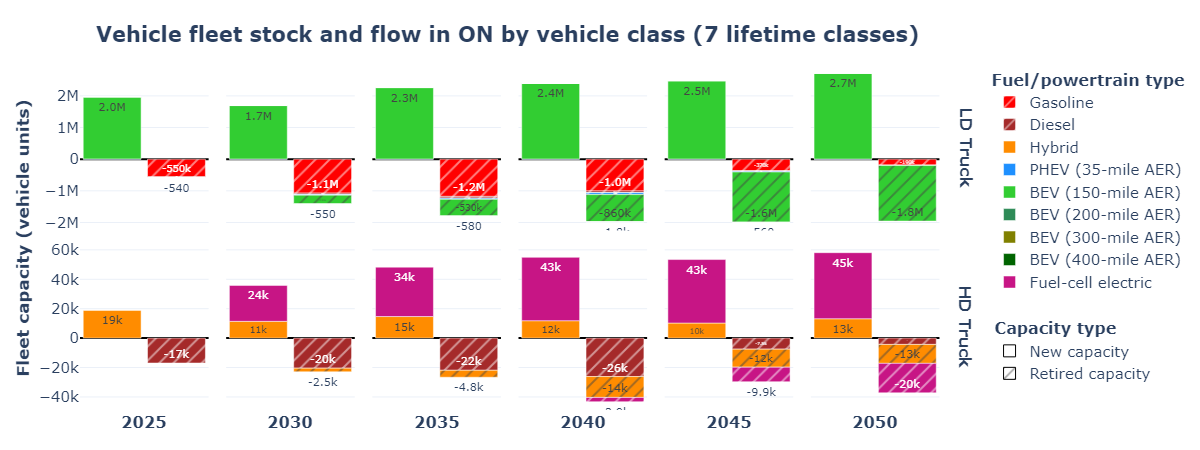 Vehicle fleet stock and flow in ON by vehicle class (7 lifetime classes)
Fleet capacity (vehicle units)
2M
1M
0
−1M
−2M
2.0M
1.7M
2.3M
2.4M
2.5M
2.7M
-550k
-540
-1.1M
-550
-1.2M
-530k
-580
-1.0M
-860k
-1.6M
-560
-1.8M
LD Truck
60k
40k
20k
0
−20k
−40k
19k
24k
11k
34k
15k
43k
12k
43k
10k
45k
13k
-17k
-20k
-2.5k
-22k
-4.8k
-26k
-14k
-12k
-9.9k
-13k
-20k
HD Truck
2025
2030
2035
2040
2045
2050
Fuel/powertrain type
Gasoline
Diesel
Hybrid
PHEV (35-mile AER)
BEV (150-mile AER)
BEV (200-mile AER)
BEV (300-mile AER)
BEV (400-mile AER)
Fuel-cell electric
Capacity type
New capacity
Retired capacity